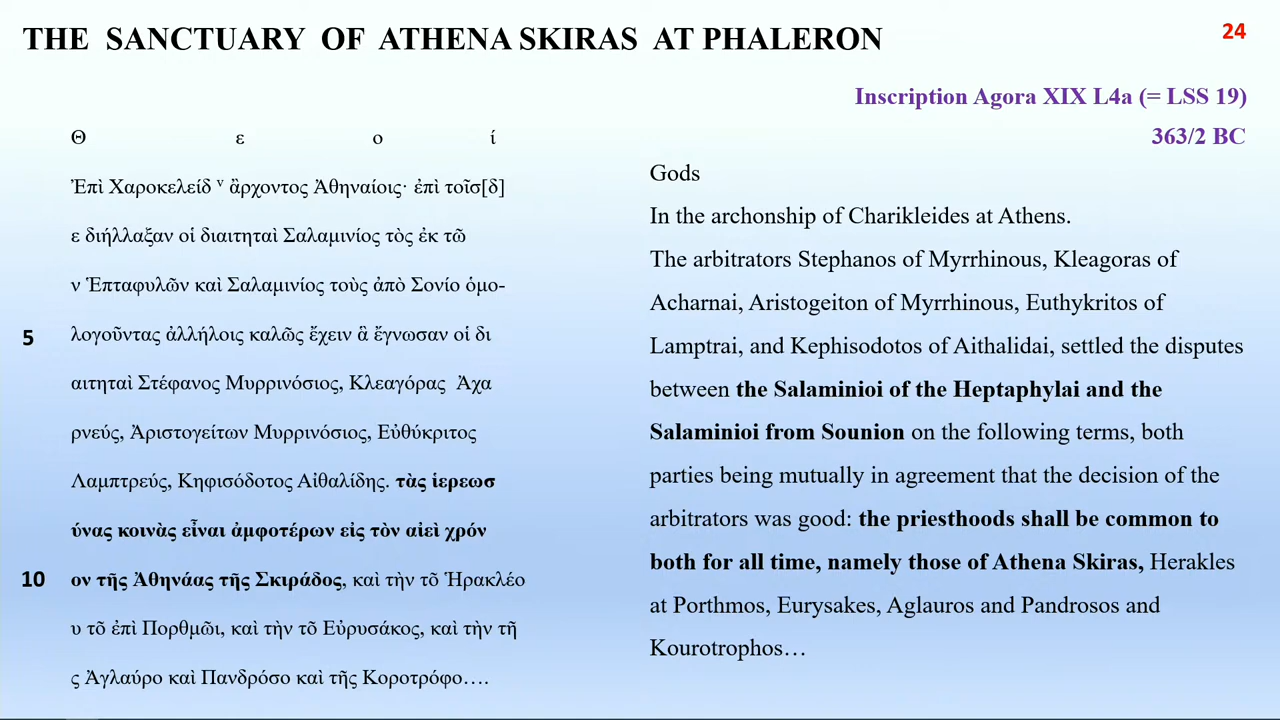 THE SANCTUARY OF ATHENA SKIRAS AT PHALERON
24
Inscription Agora XIX L4a (= LSS 19)
363/2 BC
Θ ε ο ί
Ἐπὶ Χαροκελείδ ᵛ ἂρχοντος Ἀθηναίοις· ἐπὶ τοῖσ[δ]
ε διήλλαξαν οἱ διαιτηταὶ Σαλαμινίος τὸς ἐκ τῶ
ν Ἑπταφυλῶν καὶ Σαλαμινίος τοὺς ἀπὸ Σονίο ὁμο-
5 λογοῦντας ἀλλήλοις καλῶς ἔχειν ἃ ἔγνωσαν οἱ δι
αιτηταὶ Στέφανος Μυρρινόσιος, Κλεαγόρας Ἀχα
ρνεύς, Ἀριστογείτων Μυρρινόσιος, Εὐθύκριτος
Λαμπτρεύς, Κηφισόδοτος Αἰθαλίδης. τὰς ἱερεωσ
ύνας κοινὰς εἶναι ἀμφοτέρων εἰς τὸν αἰεὶ χρόν
10 ον τῆς Ἀθηνάας τῆς Σκιράδος, καὶ τὴν τõ Ἡρακλέο
υ τõ ἐπὶ Πορθμῶι, καὶ τὴν τõ Εὐρυσάκος, καὶ τὴν τῆ
ς Ἀγλαύρο καὶ Πανδρόσο καὶ τῆς Κοροτρόφο….
Gods
In the archonship of Charikleides at Athens.
The arbitrators Stephanos of Myrrhinous, Kleagoras of
Acharnai, Aristogeiton of Myrrhinous, Euthykritos of
Lamptrai, and Kephisodotos of Aithalidai, settled the disputes
between the Salaminioi of the Heptaphylai and the
Salaminioi from Sounion on the following terms, both
parties being mutually in agreement that the decision of the
arbitrators was good: the priesthoods shall be common to
both for all time, namely those of Athena Skiras, Herakles
at Porthmos, Eurysakes, Aglauros and Pandrosos and
Kourotrophos…